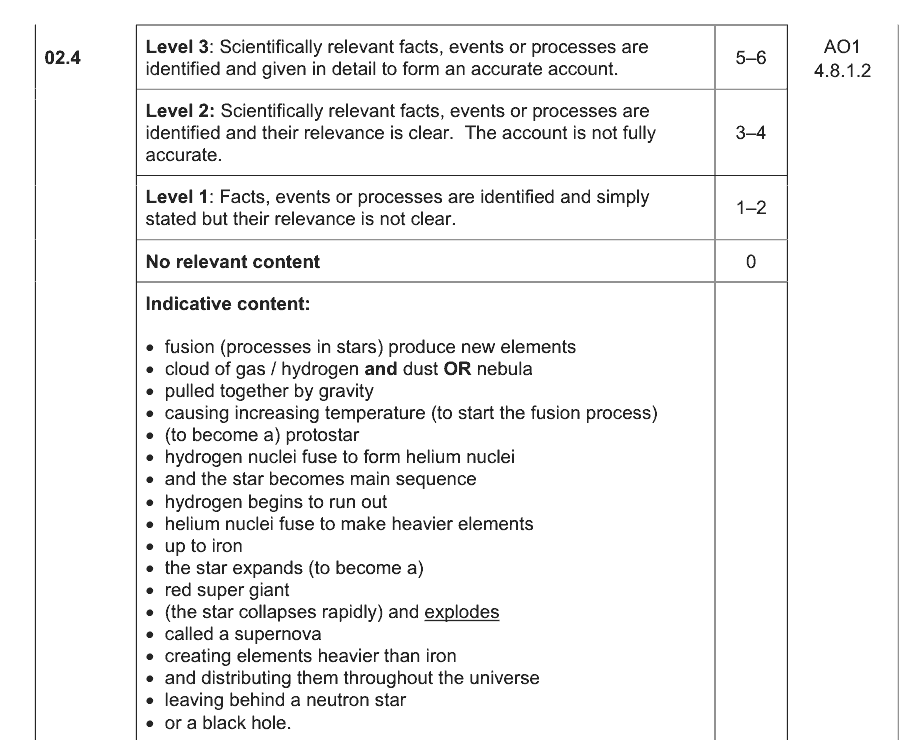 02.4
Level 3: Scientifically relevant facts, events or processes are
identified and given in detail to form an accurate account.
5–6
AO1
4.8.1.2
Level 2: Scientifically relevant facts, events or processes are
identified and their relevance is clear.  The account is not fully
accurate.
3–4
Level 1: Facts, events or processes are identified and simply
stated but their relevance is not clear.
1–2
No relevant content
0
Indicative content:
• fusion (processes in stars) produce new elements
• cloud of gas / hydrogen and dust OR nebula
• pulled together by gravity
• causing increasing temperature (to start the fusion process)
• (to become a) protostar
• hydrogen nuclei fuse to form helium nuclei
• and the star becomes main sequence
• hydrogen begins to run out
• helium nuclei fuse to make heavier elements
• up to iron
• the star expands (to become a)
• red super giant
• (the star collapses rapidly) and explodes
• called a supernova
• creating elements heavier than iron
• and distributing them throughout the universe
• leaving behind a neutron star
• or a black hole.